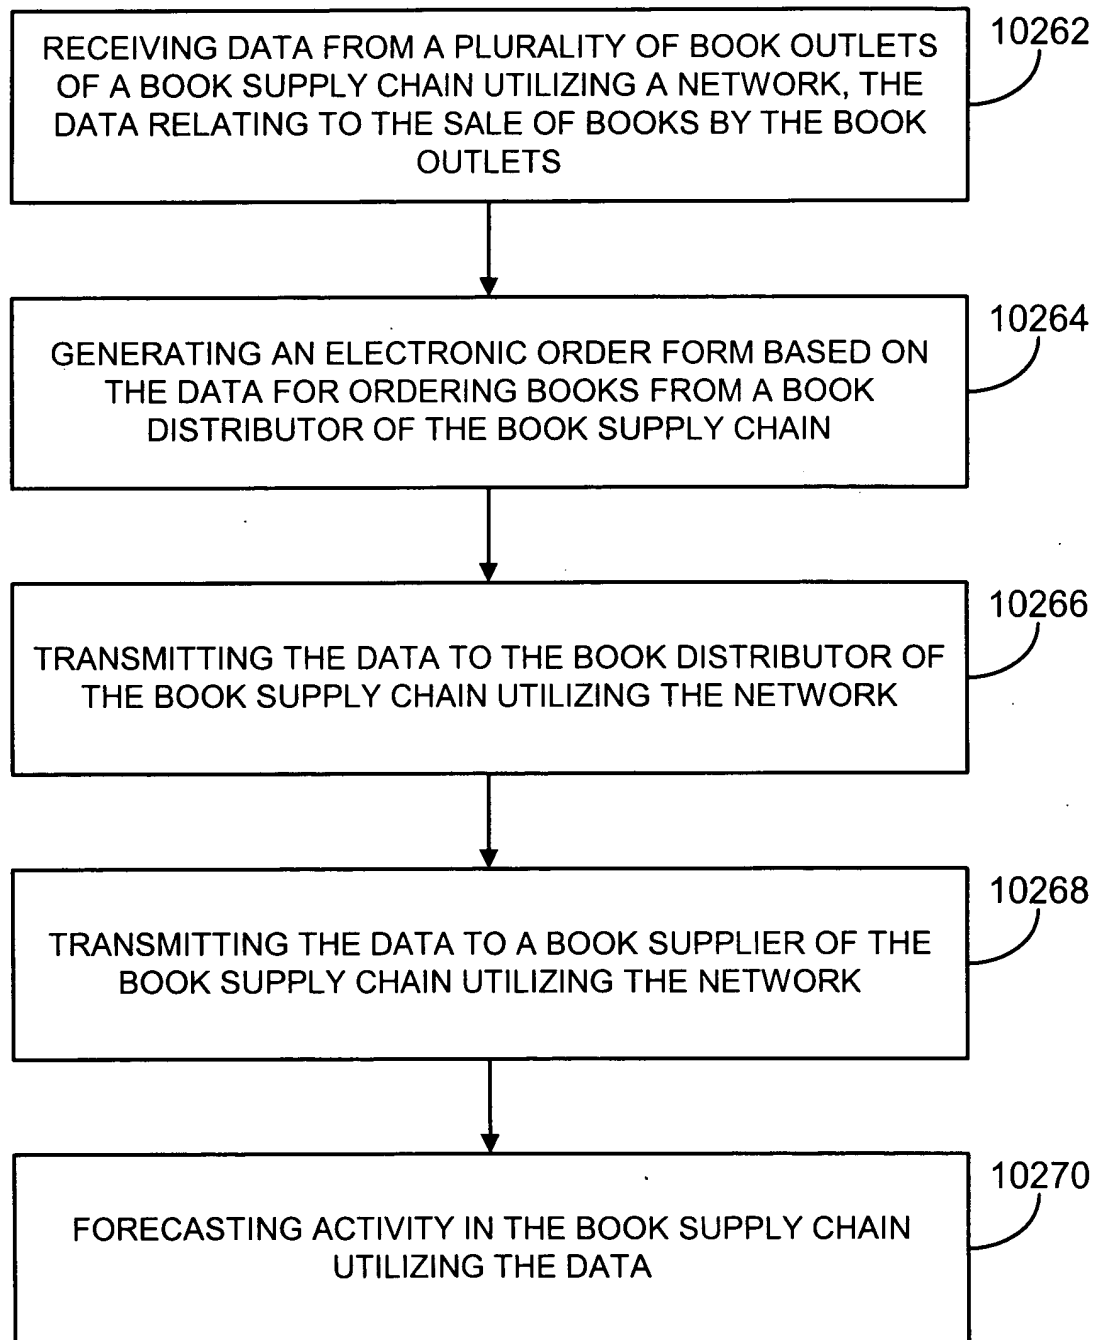 RECEIVING DATA FROM A PLURALITY OF BOOK OUTLETS
OF A BOOK SUPPLY CHAIN UTILIZING A NETWORK, THE
DATA RELATING TO THE SALE OF BOOKS BY THE BOOK
OUTLETS
10262
GENERATING AN ELECTRONIC ORDER FORM BASED ON
THE DATA FOR ORDERING BOOKS FROM A BOOK
DISTRIBUTOR OF THE BOOK SUPPLY CHAIN
10264
TRANSMITTING THE DATA TO THE BOOK DISTRIBUTOR OF
THE BOOK SUPPLY CHAIN UTILIZING THE NETWORK
10266
TRANSMITTING THE DATA TO A BOOK SUPPLIER OF THE
BOOK SUPPLY CHAIN UTILIZING THE NETWORK
10268
FORECASTING ACTIVITY IN THE BOOK SUPPLY CHAIN
UTILIZING THE DATA
10270